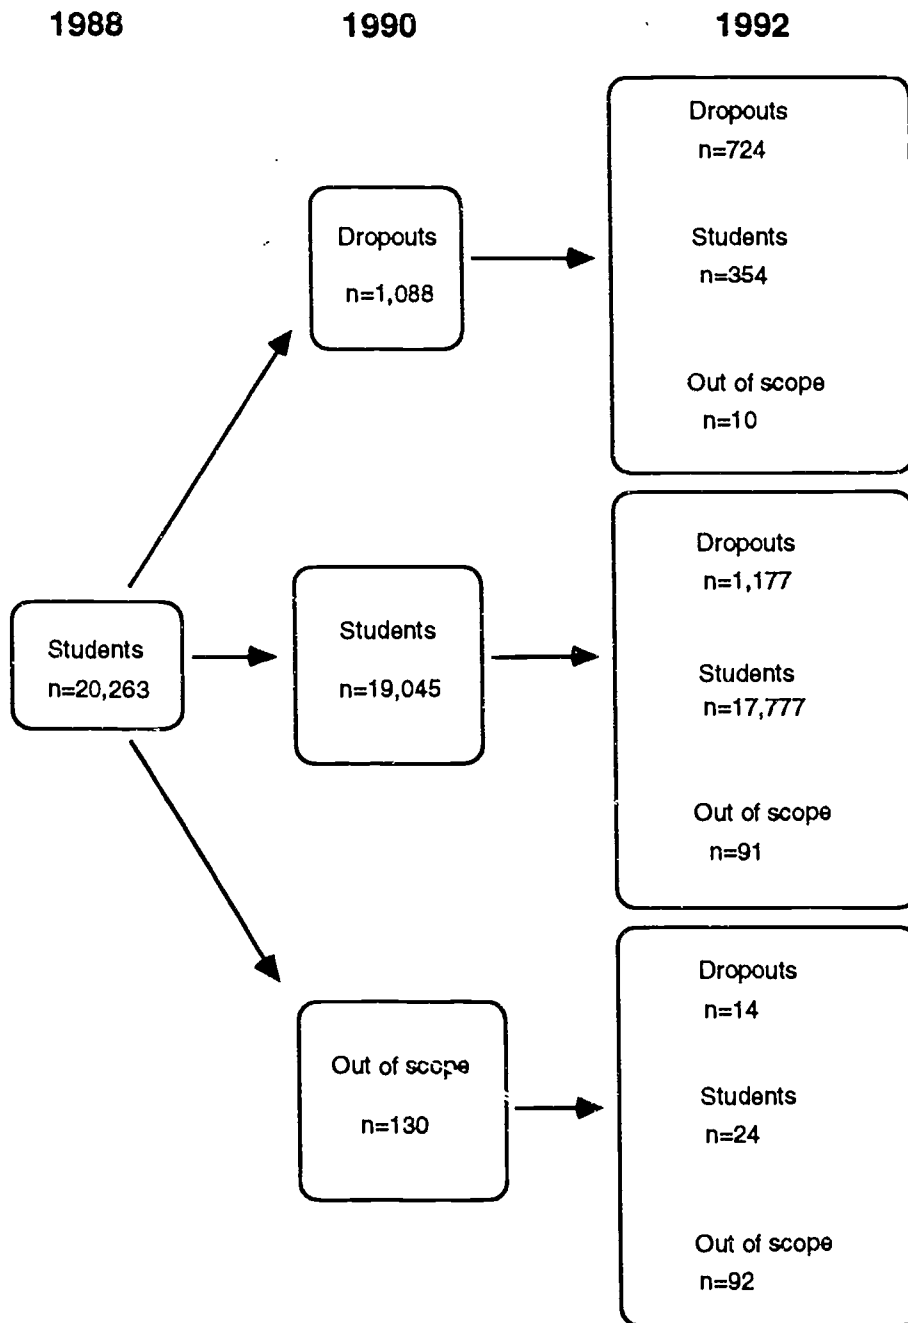 1988
1990
1992
Students
n=20,263
Dropouts
n=1,088
Students
n=19,045
Out of scope
n=130
Dropouts
n=724
Students
n=354
Out of scope
n=10
Dropouts
n=1,177
Students
n=17,777
Out of scope
n=91
Dropouts
n=14
Students
n=24
Out of scope
n=92